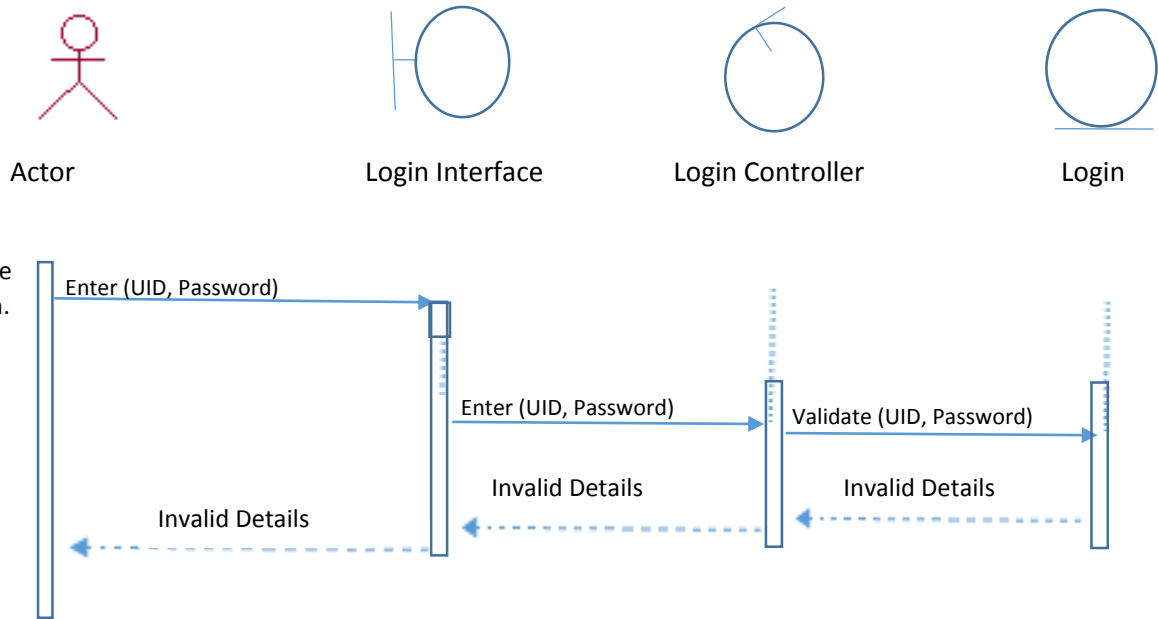 Actor
Login Interface
Login Controller
Login
Enter (UID, Password)
Enter (UID, Password)
Validate (UID, Password)
Invalid Details
Invalid Details
Invalid Details